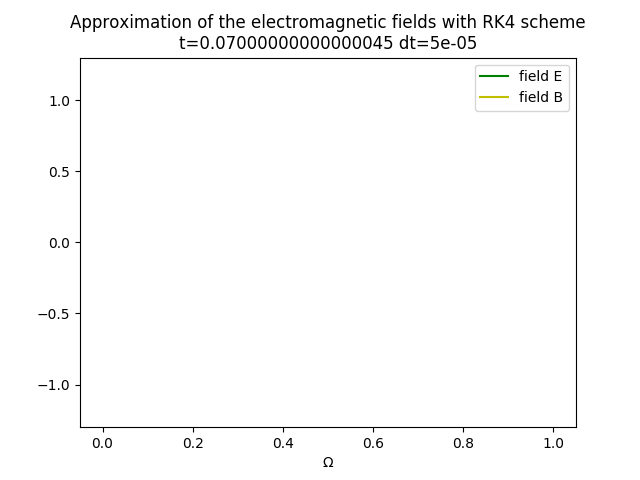 Approximation of the electromagnetic fields with RK4 scheme
t=0.07000000000000045 dt=5e-05
field E
field B
1.0
0.5
0.0
−0.5
−1.0
0.0 0.2 0.4 0.6 0.8 1.0
Ω